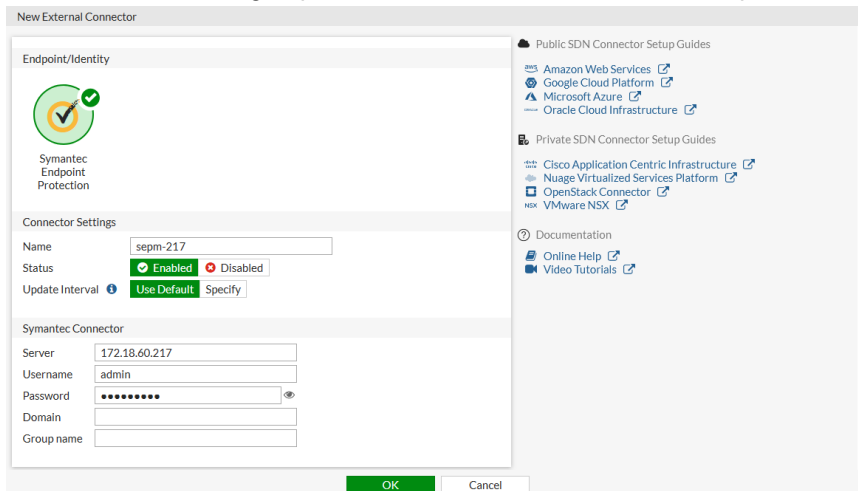 New External Connector
Endpoint/Identity
Symantec
Endpoint
Protection
Connector Settings
Name sepm-217
Status Enabled Disabled
Update Interval Use Default Specify
Symantec Connector
Server 172.18.60.217
Username admin
Password •••••••••
Domain
Group name
OK Cancel
Public SDN Connector Setup Guides
aws Amazon Web Services
Google Cloud Platform
Microsoft Azure
Oracle Cloud Infrastructure
Private SDN Connector Setup Guides
Cisco Application Centric Infrastructure
Nuage Virtualized Services Platform
OpenStack Connector
NSX VMware NSX
Documentation
Online Help
Video Tutorials